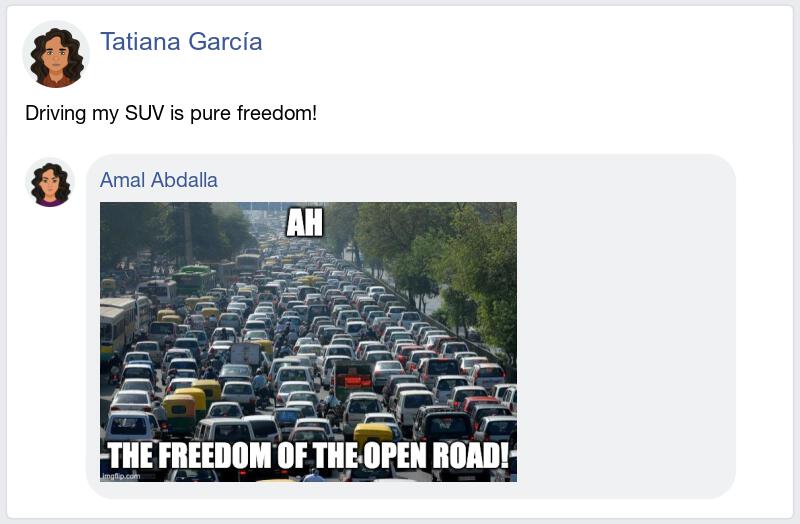 Tatiana García
Driving my SUV is pure freedom!
Amal Abdalla
AH
THE FREEDOM OF THE OPEN ROAD!
imgflip.com